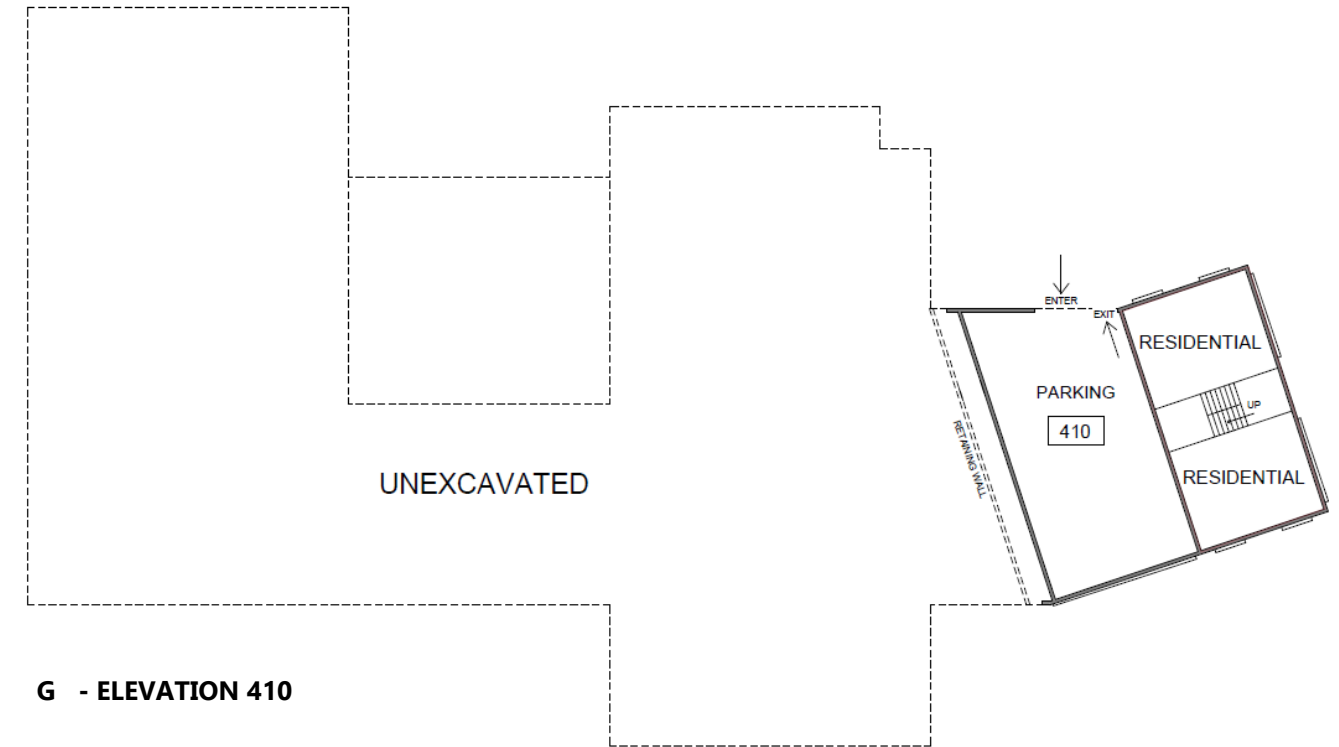 ENTER
EXIT
RESIDENTIAL
PARKING
410
UP
RETAINING WALL
UNEXCAVATED
RESIDENTIAL
G - ELEVATION 410